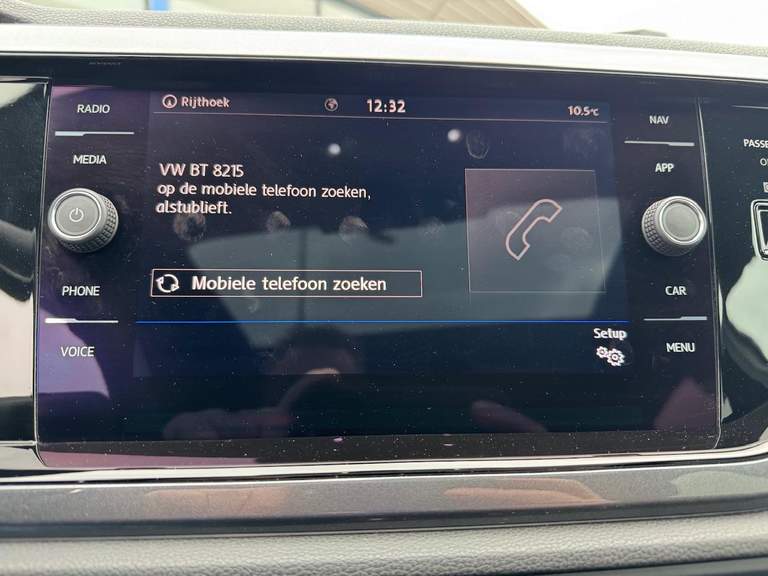 RADIO
MEDIA
PHONE
VOICE
Rijthoek
12:32
10.5°C
VW BT 8215
op de mobiele telefoon zoeken,
alstublieft.
Mobiele telefoon zoeken
Setup
NAV
APP
CAR
MENU